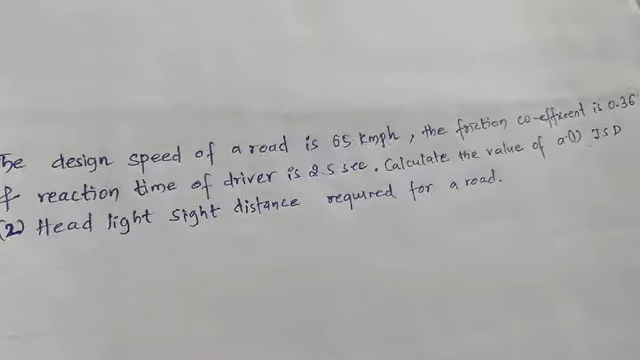 The design speed of a road is 65 kmph, the friction co-efficient is 0.36
& reaction time of driver is 2.5 sec. Calculate the value of a (1) ISD
(2) Head light sight distance required for a road.